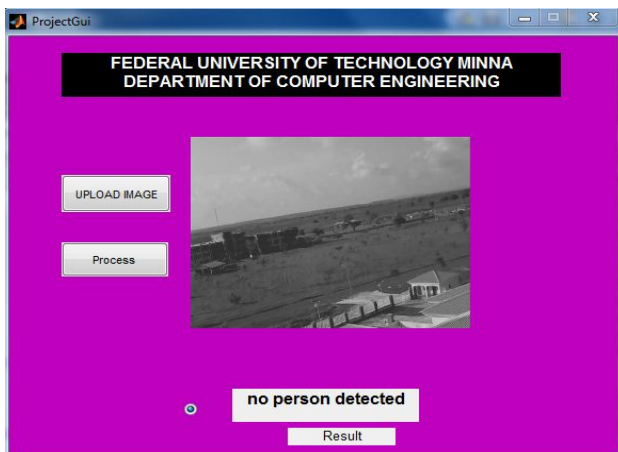 ProjectGui
FEDERAL UNIVERSITY OF TECHNOLOGY MINNA
DEPARTMENT OF COMPUTER ENGINEERING
UPLOAD IMAGE
Process
no person detected
Result